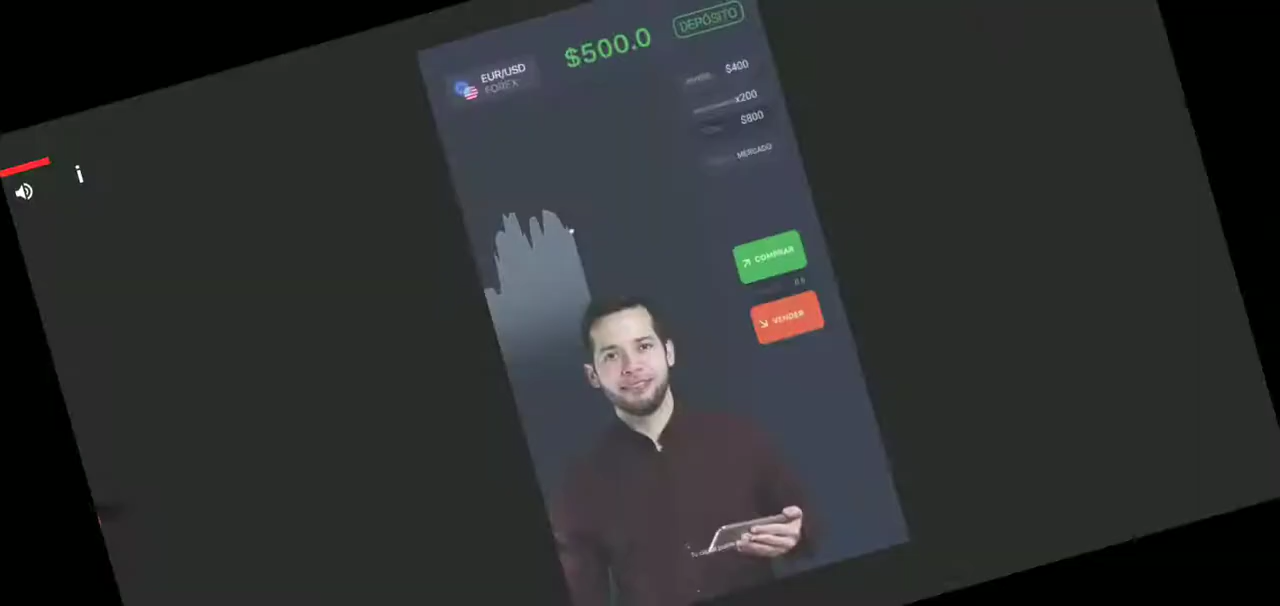 $500.0
DEPÓSITO
EUR/USD
FOREX
$400
x200
$800
MERCADO
COMPRAR
VENDER